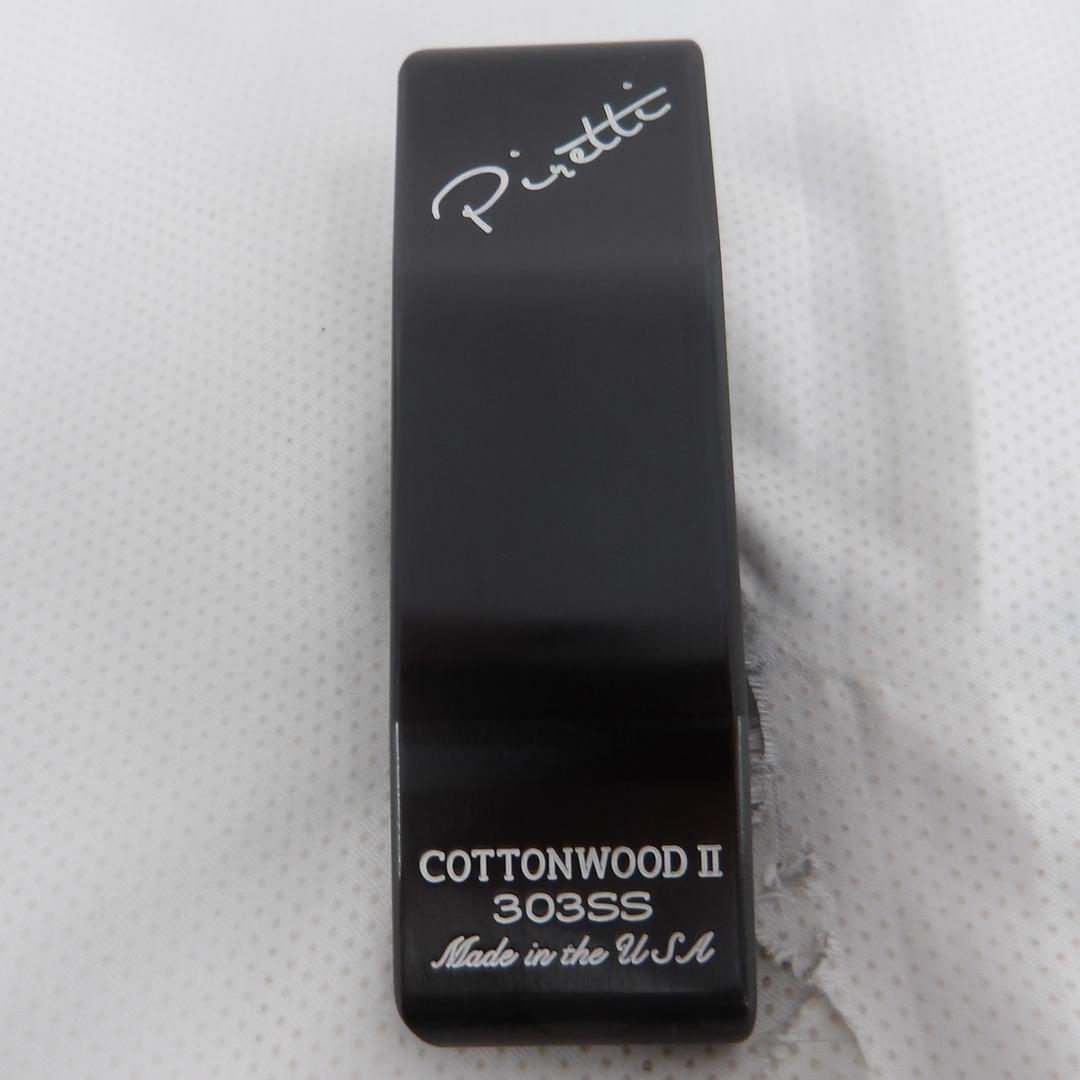 Piretti
COTTONWOOD II
303SS
Made in the USA